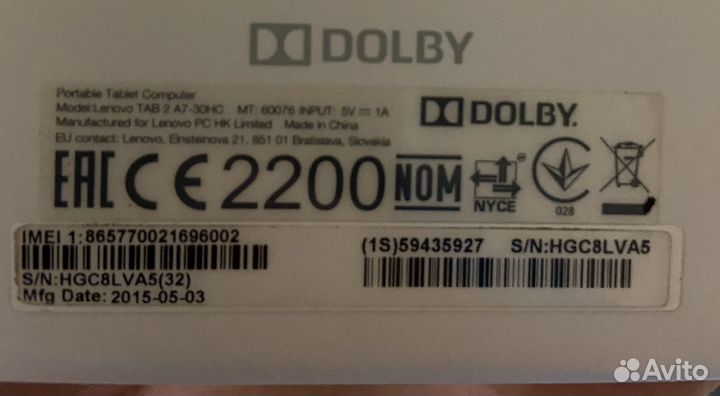 DOLBY
Portable Tablet Computer
Model:Lenovo TAB 2 A7-30HC MT: 60076 INPUT: 5V⎓1A
Manufactured for Lenovo PC HK Limited Made in China
EU contact: Lenovo, Einsteinova 21, 851 01 Bratislava, Slovakia
DOLBY.
EAC CE2200 NOM NYCE 028
IMEI 1:865770021696002
S/N:HGC8LVA5(32)
Mfg Date: 2015-05-03
(1S)59435927 S/N:HGC8LVA5
Avito